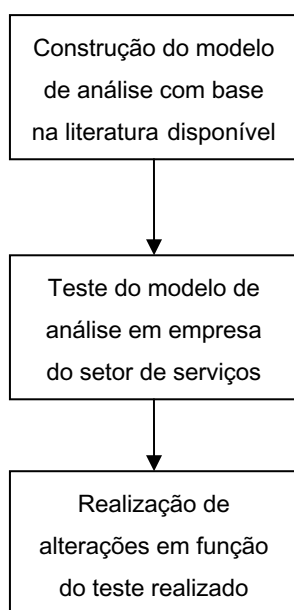 Construção do modelo
de análise com base
na literatura disponível
Teste do modelo de
análise em empresa
do setor de serviços
Realização de
alterações em função
do teste realizado